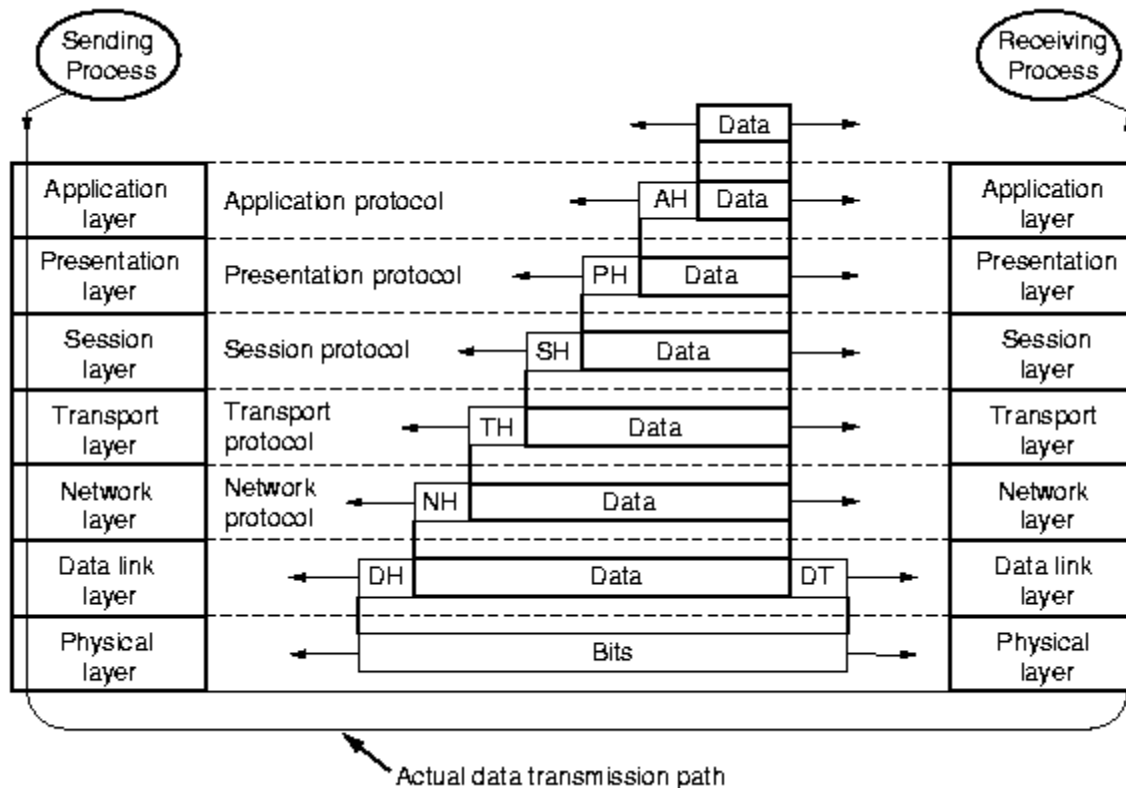 Sending
Process
Receiving
Process
Data
Application
layer
Application protocol
AH
Data
Application
layer
Presentation
layer
Presentation protocol
PH
Data
Presentation
layer
Session
layer
Session protocol
SH
Data
Session
layer
Transport
layer
Transport
protocol
TH
Data
Transport
layer
Network
layer
Network
protocol
NH
Data
Network
layer
Data link
layer
DH
Data
DT
Data link
layer
Physical
layer
Bits
Physical
layer
Actual data transmission path